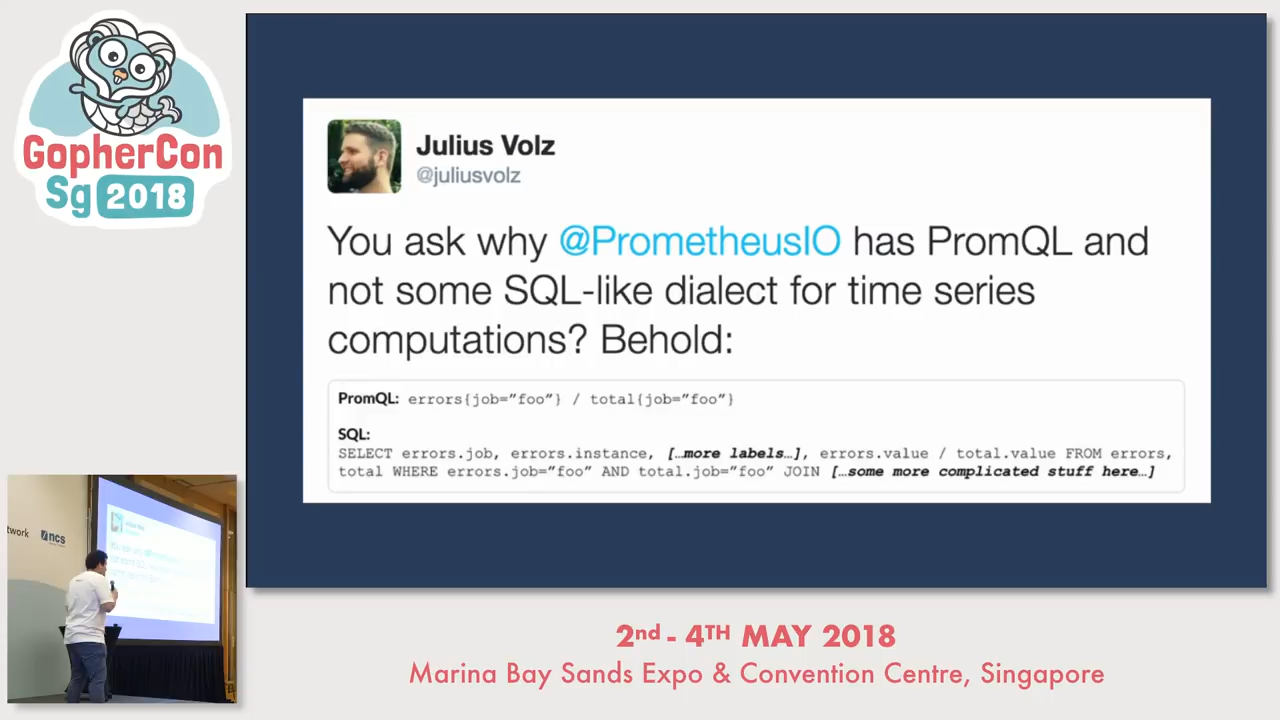 GopherCon
Sg 2018
Julius Volz
@juliusvolz
You ask why @PrometheusIO has PromQL and
not some SQL-like dialect for time series
computations? Behold:
PromQL: errors{job=”foo”} / total{job=”foo”}
SQL:
SELECT errors.job, errors.instance, […more labels…], errors.value / total.value FROM errors,
total WHERE errors.job=”foo” AND total.job=”foo” JOIN […some more complicated stuff here…]
twork
ncs
2nd - 4TH MAY 2018
Marina Bay Sands Expo & Convention Centre, Singapore